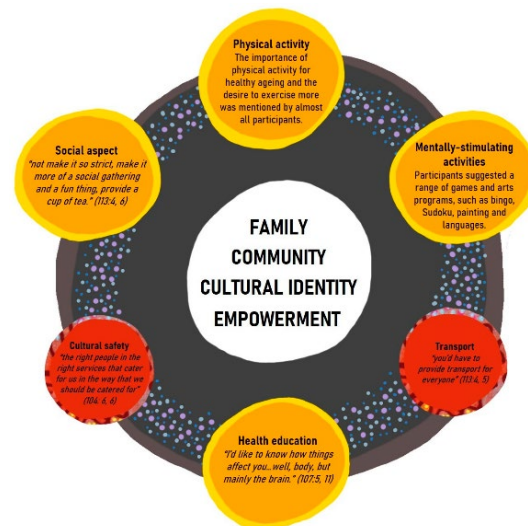 Physical activity
The importance of
physical activity for
healthy ageing and the
desire to exercise more
was mentioned by almost
all participants.
Social aspect
"not make it so strict, make it
more of a social gathering
and a fun thing, provide a
cup of tea." (113:4, 6)
Mentally-stimulating
activities
Participants suggested a
range of games and arts
programs, such as bingo,
Sudoku, painting and
languages.
FAMILY
COMMUNITY
CULTURAL IDENTITY
EMPOWERMENT
Cultural safety
"the right people in the
right services that cater
for us in the way that we
should be catered for"
(104: 6, 6)
Transport
"you'd have to
provide transport for
everyone" (113:4, 5)
Health education
"I'd like to know how things
affect you...well, body, but
mainly the brain." (107:5, 11)